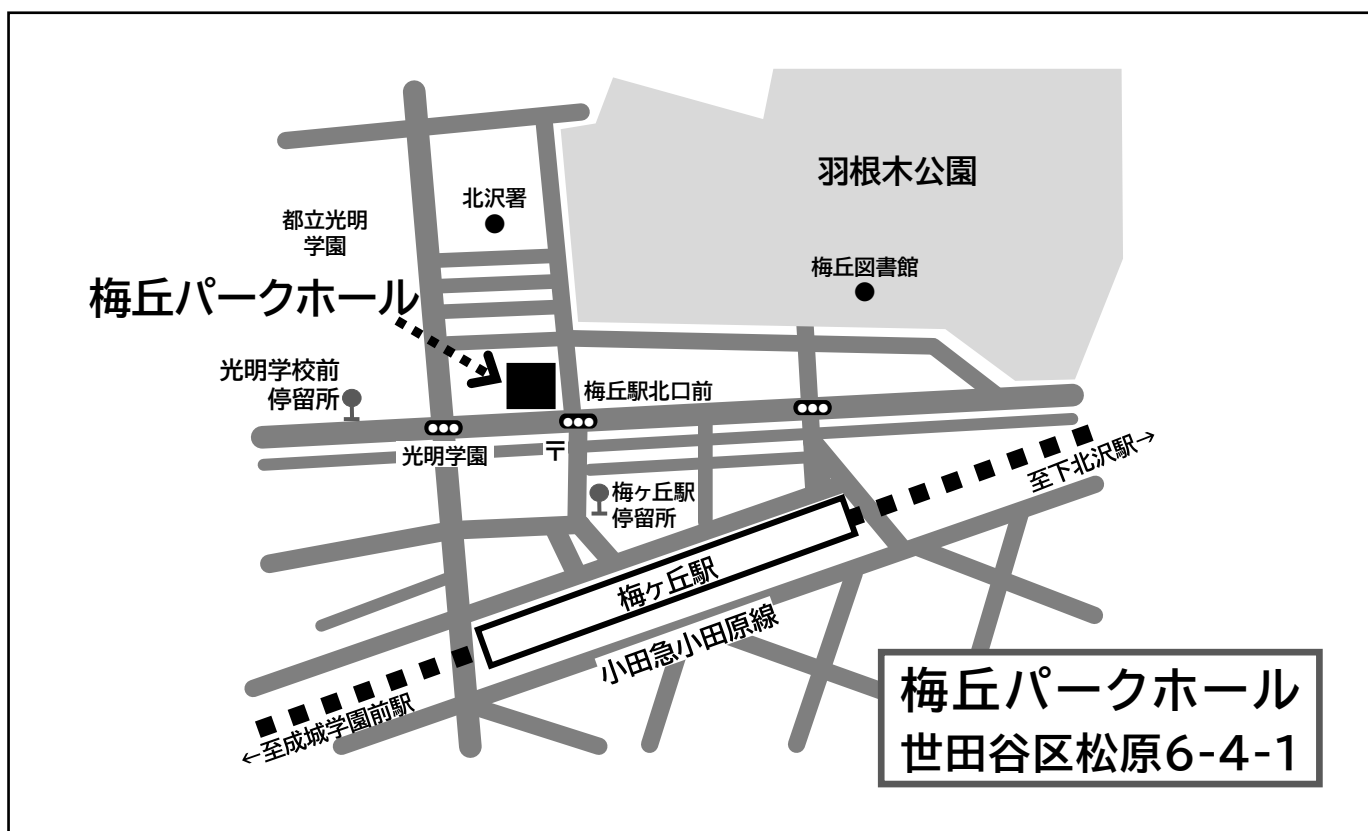 羽根木公園
北沢署
都立光明
学園
梅丘図書館
梅丘パークホール
光明学校前
停留所
梅丘駅北口前
光明学園
〒
梅ヶ丘駅
停留所
至下北沢駅→
梅ヶ丘駅
小田急小田原線
←至成城学園前駅
梅丘パークホール
世田谷区松原6-4-1